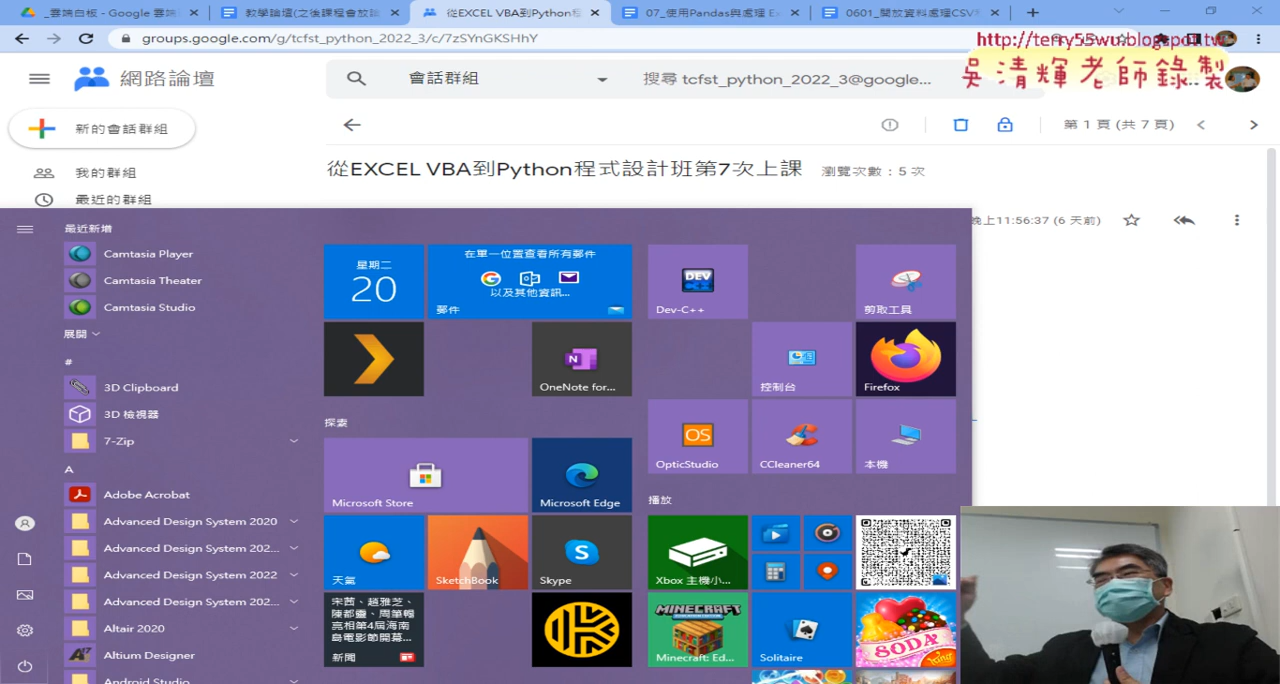 _雲端白板 - Google 雲端
教學論壇(之後課程會放論
從EXCEL VBA到Python程
07_使用Pandas與處理 E
0601_開放資料處理CSV
groups.google.com/g/tcfst_python_2022_3/c/7zSYnGKSHhY
http://terry55wu.blogspot.tw
吳清輝老師錄製
網路論壇
會話群組
搜尋 tcfst_python_2022_3@google...
新的會話群組
第 1 頁 (共 7 頁)
我的群組
從EXCEL VBA到Python程式設計班第7次上課
瀏覽次數：5 次
最近的群組
晚上11:56:37 (6 天前)
最近新增
Camtasia Player
Camtasia Theater
Camtasia Studio
展開
#
3D Clipboard
3D 檢視器
7-Zip
A
Adobe Acrobat
Advanced Design System 2020
Advanced Design System 202...
Advanced Design System 2022
Advanced Design System 202...
Altair 2020
Altium Designer
Android Studio
星期二
20
在單一位置查看所有郵件
以及其他資訊...
郵件
DEV
C++
Dev-C++
剪取工具
N
OneNote for...
控制台
Firefox
探索
OS
OpticStudio
CCleaner64
本機
Microsoft Store
Microsoft Edge
播放
天氣
SketchBook
S
Skype
Xbox 主機小...
宋茜、趙雅芝、
陳都靈、周筆暢
亮相第4屆海南
島電影節開幕...
新聞
MINECRAFT
Minecraft: Ed...
Solitaire
SODA
King